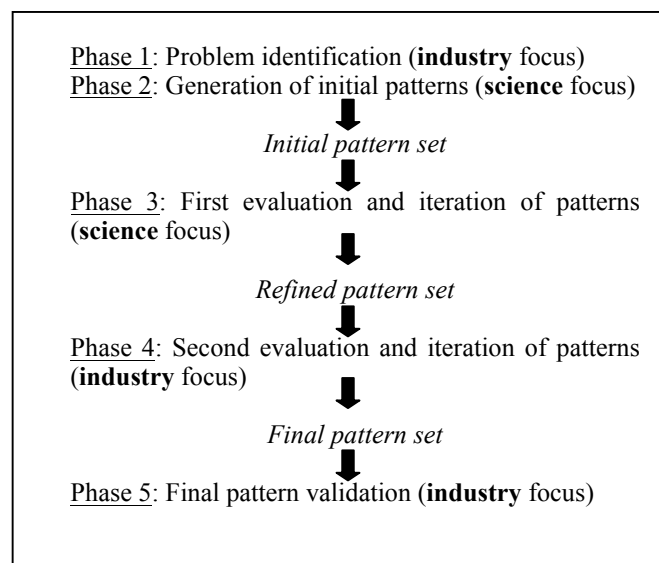 Phase 1: Problem identification (industry focus)
Phase 2: Generation of initial patterns (science focus)
Initial pattern set
Phase 3: First evaluation and iteration of patterns
(science focus)
Refined pattern set
Phase 4: Second evaluation and iteration of patterns
(industry focus)
Final pattern set
Phase 5: Final pattern validation (industry focus)